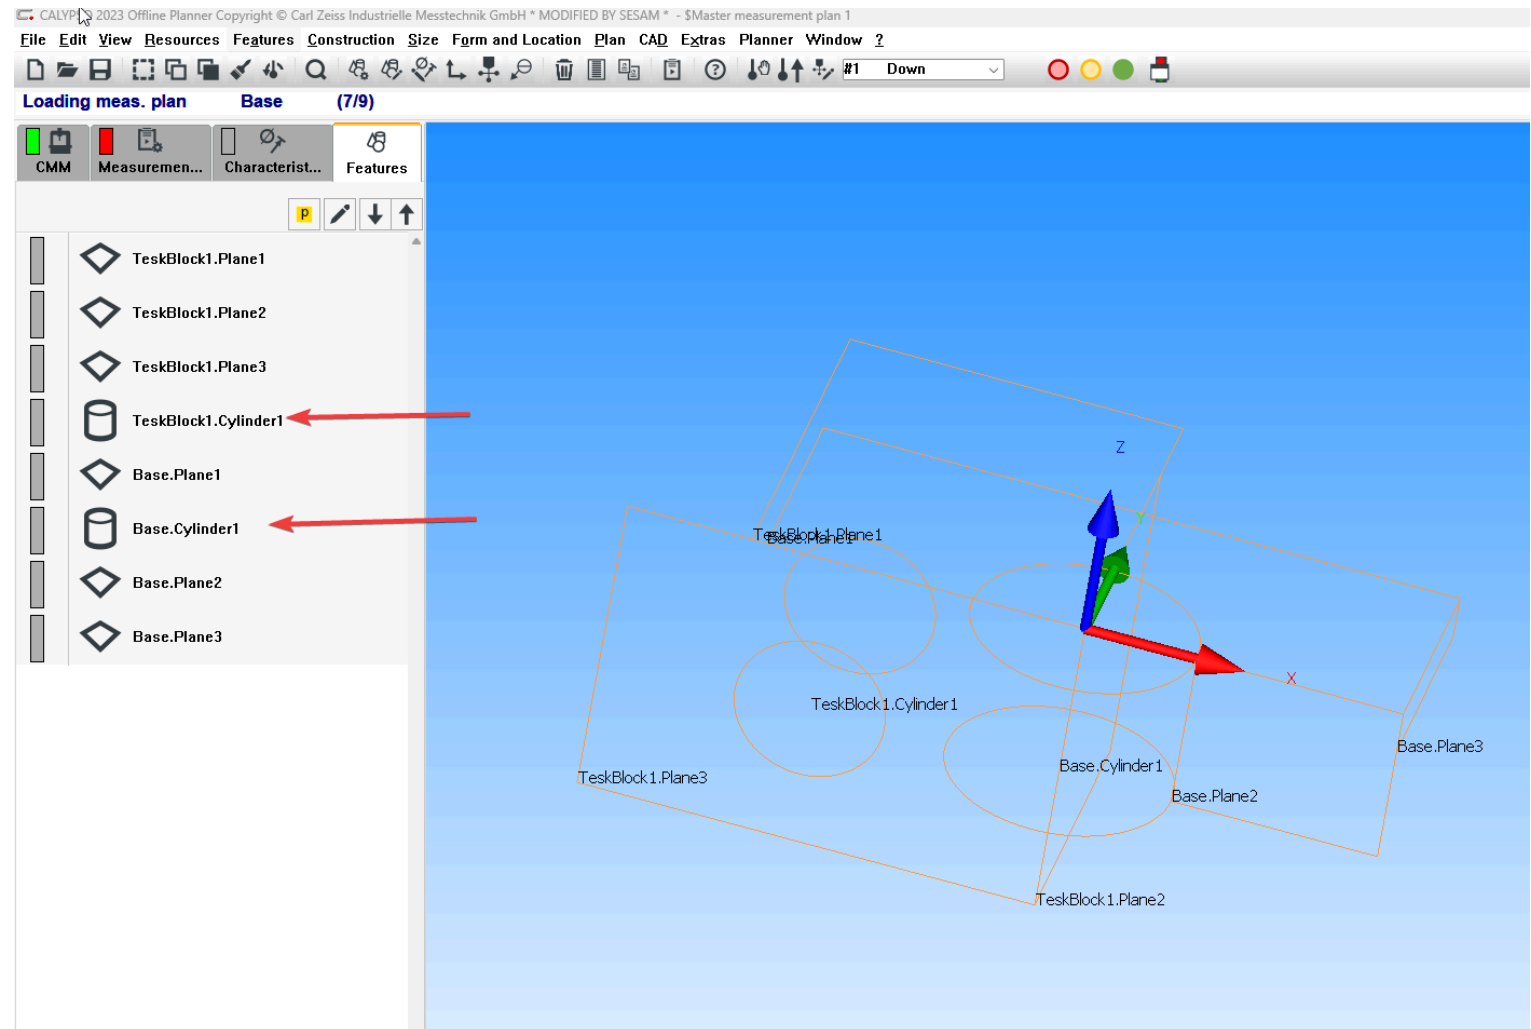 CALYPSO 2023 Offline Planner Copyright © Carl Zeiss Industrielle Messtechnik GmbH * MODIFIED BY SESAM * - $Master measurement plan 1
File Edit View Resources Features Construction Size Form and Location Plan CAD Extras Planner Window ?
#1 Down
Loading meas. plan Base (7/9)
CMM Measuremen... Characterist... Features
p
TeskBlock1.Plane1
TeskBlock1.Plane2
TeskBlock1.Plane3
TeskBlock1.Cylinder1
Base.Plane1
Base.Cylinder1
Base.Plane2
Base.Plane3
Z
Y
TeskBlock1.Plane1
Base.Plane1
X
TeskBlock1.Cylinder1
Base.Plane3
Base.Cylinder1
TeskBlock1.Plane3
Base.Plane2
TeskBlock1.Plane2